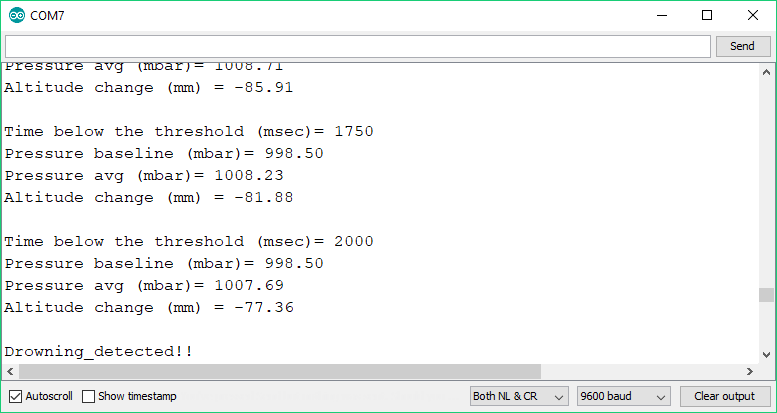 COM7
Send
Pressure avg (mbar)= 1008.71
Altitude change (mm) = -85.91
Time below the threshold (msec)= 1750
Pressure baseline (mbar)= 998.50
Pressure avg (mbar)= 1008.23
Altitude change (mm) = -81.88
Time below the threshold (msec)= 2000
Pressure baseline (mbar)= 998.50
Pressure avg (mbar)= 1007.69
Altitude change (mm) = -77.36
Drowning_detected!!
Autoscroll Show timestamp Both NL & CR 9600 baud Clear output